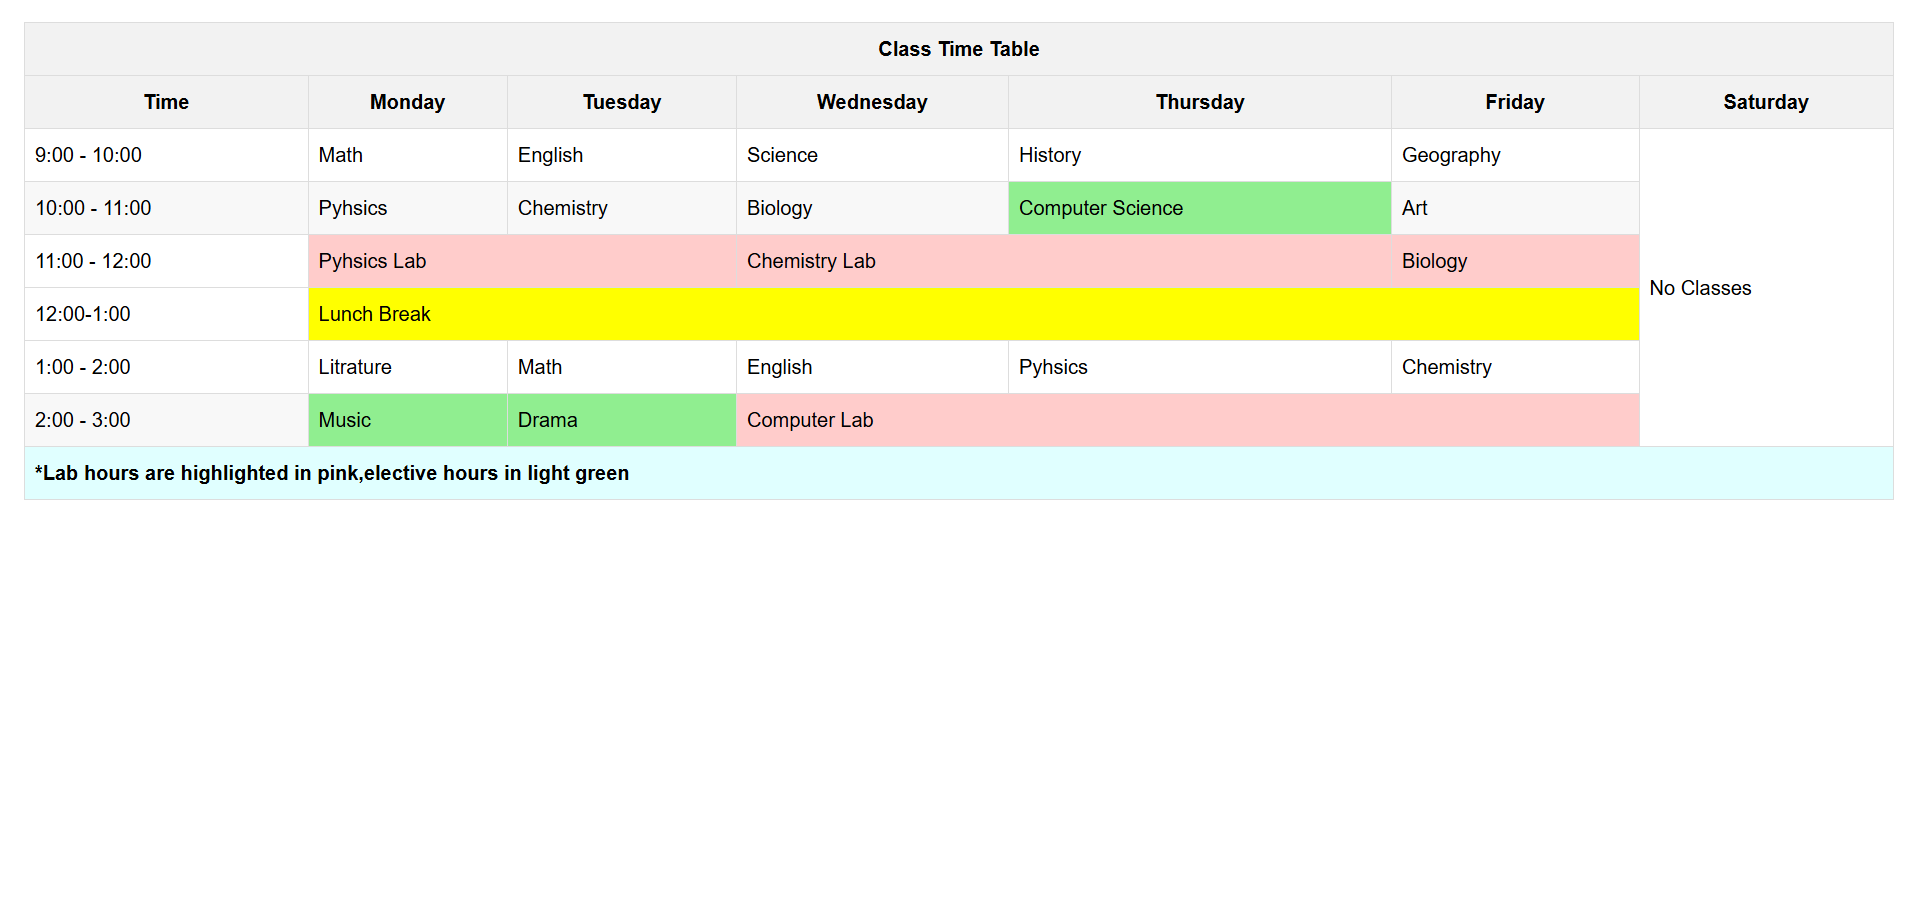 Class Time Table
Time Monday Tuesday Wednesday Thursday Friday Saturday
9:00 - 10:00 Math English Science History Geography
10:00 - 11:00 Pyhsics Chemistry Biology Computer Science Art
11:00 - 12:00 Pyhsics Lab Chemistry Lab Biology
No Classes
12:00-1:00 Lunch Break
1:00 - 2:00 Litrature Math English Pyhsics Chemistry
2:00 - 3:00 Music Drama Computer Lab
*Lab hours are highlighted in pink,elective hours in light green